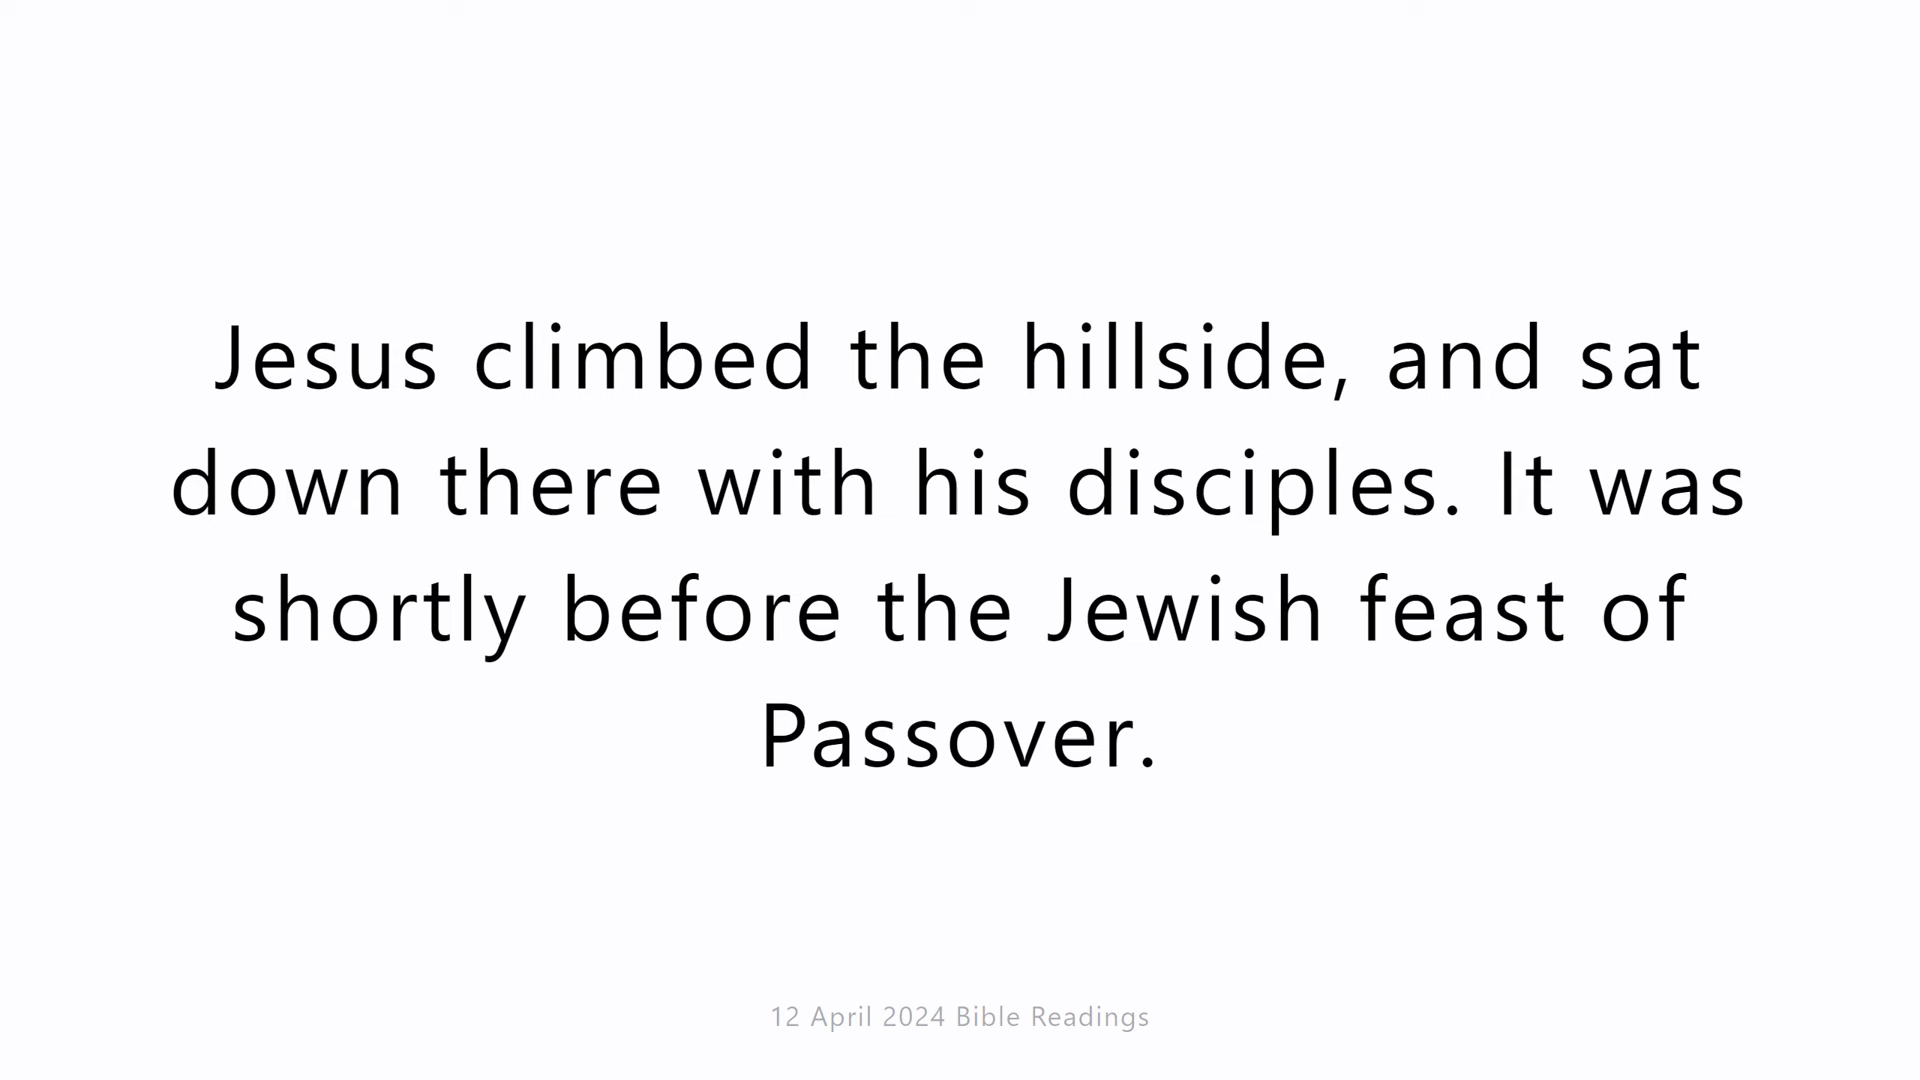 Jesus climbed the hillside, and sat
down there with his disciples. It was
shortly before the Jewish feast of
Passover.
12 April 2024 Bible Readings